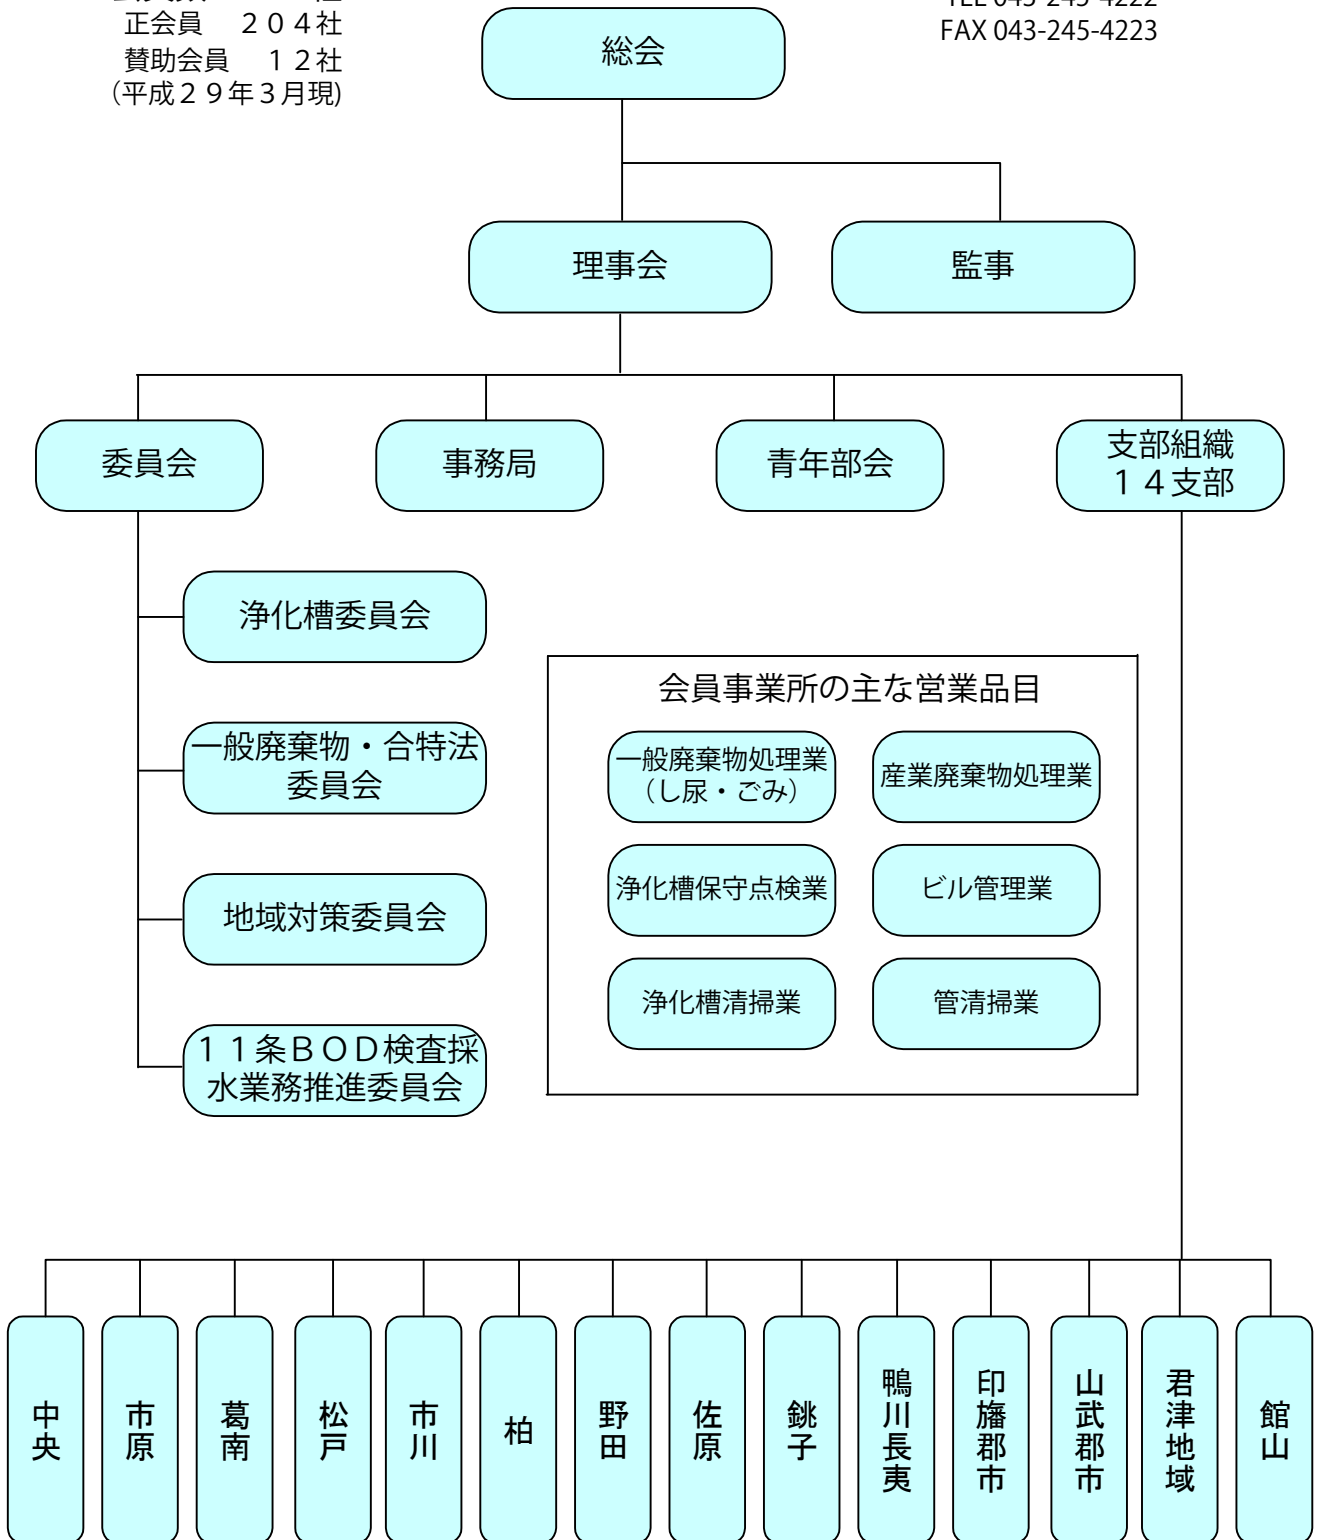 正会員　２０４社
賛助会員　１２社
（平成２９年３月現)
TEL 043-245-4222
FAX 043-245-4223
総会
理事会
監事
委員会
事務局
青年部会
支部組織
１４支部
浄化槽委員会
一般廃棄物・合特法
委員会
地域対策委員会
１１条ＢＯＤ検査採
水業務推進委員会
会員事業所の主な営業品目
一般廃棄物処理業
（し尿・ごみ）
産業廃棄物処理業
浄化槽保守点検業
ビル管理業
浄化槽清掃業
管清掃業
中央
市原
葛南
松戸
市川
柏
野田
佐原
銚子
鴨川長夷
印旛郡市
山武郡市
君津地域
館山